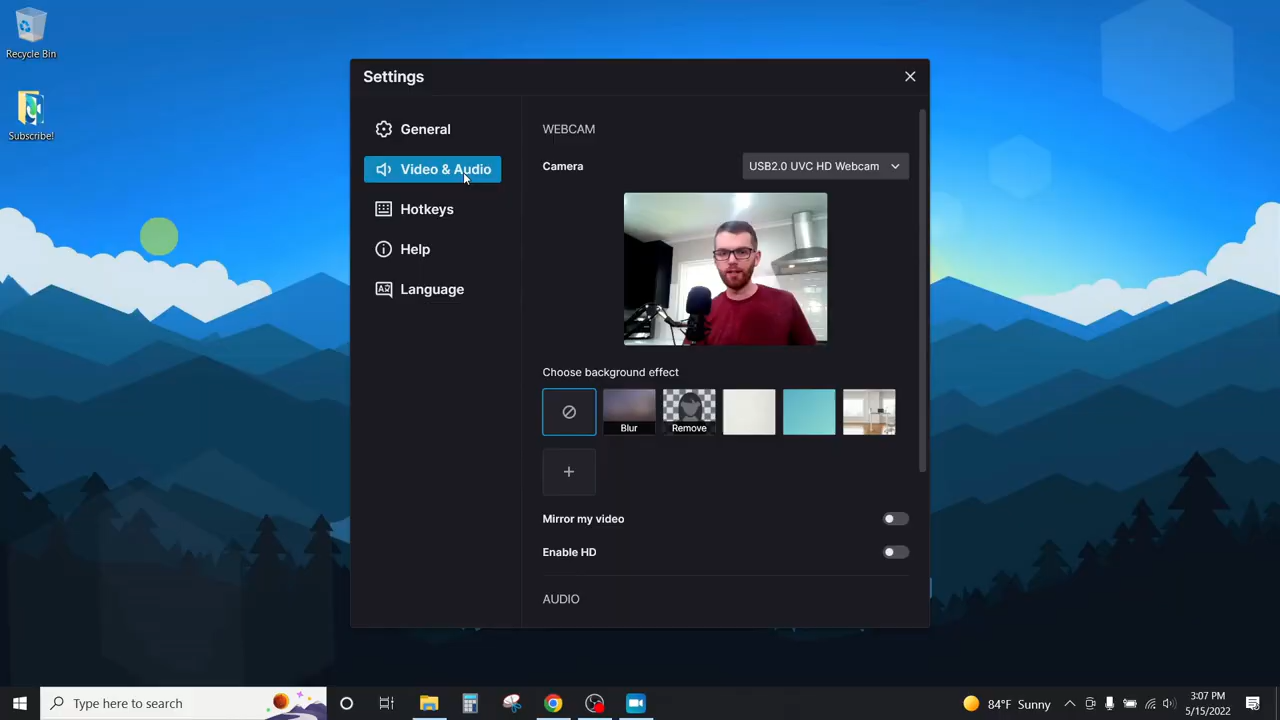 Recycle Bin
Subscribe!
Settings
General
Video & Audio
Hotkeys
Help
Language
WEBCAM
Camera
USB2.0 UVC HD Webcam
Choose background effect
Blur
Remove
Mirror my video
Enable HD
AUDIO
Type here to search
84°F Sunny
3:07 PM
5/15/2022